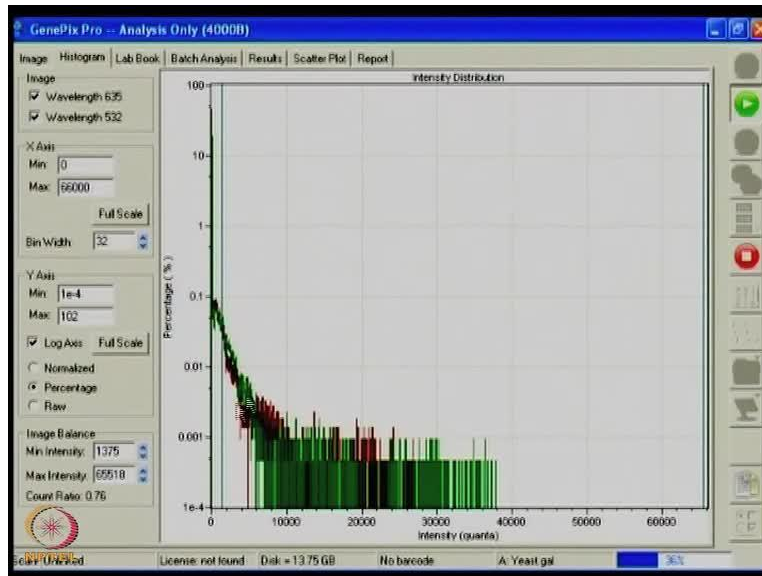 GenePix Pro -- Analysis Only (4000B)
Image Histogram Lab Book Batch Analysis Results Scatter Plot Report
Image
Wavelength 635
Wavelength 532
X Axis
Min: 0
Max: 66000
Full Scale
Bin Width: 32
Y Axis
Min: 1e-4
Max: 102
Log Axis Full Scale
Normalized
Percentage
Raw
Image Balance
Min Intensity: 1375
Max Intensity: 65518
Count Ratio: 0.76
Intensity Distribution
Percentage (%)
100
10
1
0.1
0.01
0.001
1e-4
0 10000 20000 30000 40000 50000 60000
Intensity (quanta)
NPTEL
License: not found Disk = 13.75 GB No barcode A: Yeast gal 36%